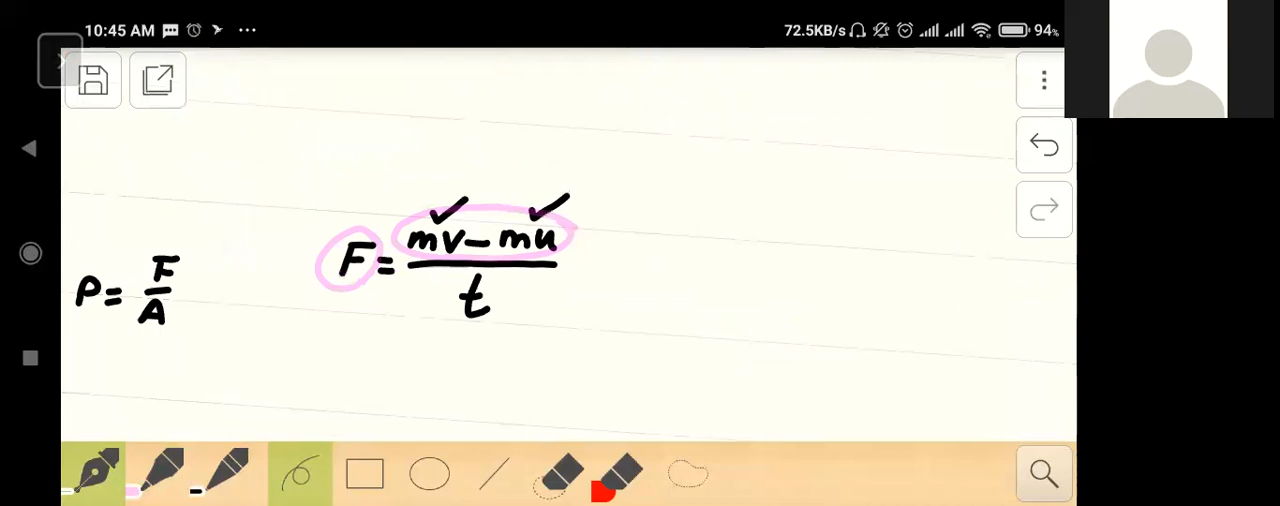 10:45 AM
72.5KB/s
94%
P = F/A
F = mv - mu / t